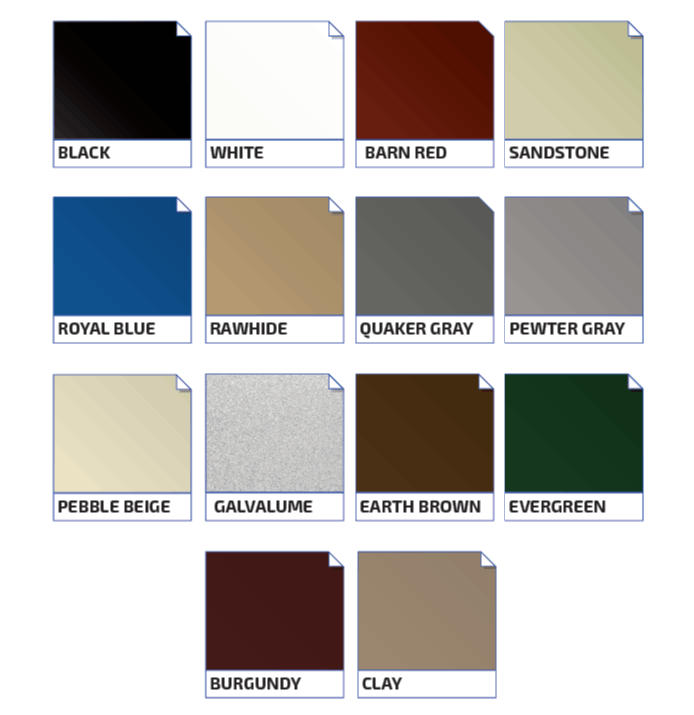 BLACK
WHITE
BARN RED
SANDSTONE
ROYAL BLUE
RAWHIDE
QUAKER GRAY
PEWTER GRAY
PEBBLE BEIGE
GALVALUME
EARTH BROWN
EVERGREEN
BURGUNDY
CLAY